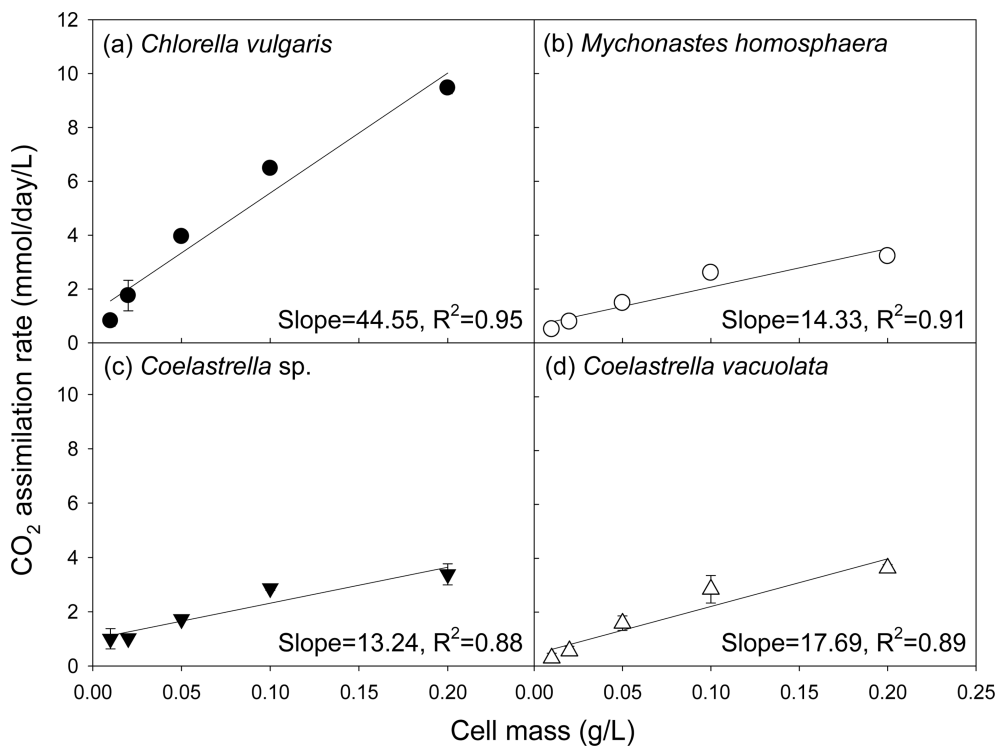 CO₂ assimilation rate (mmol/day/L)
12
10
8
6
4
2
0
(a) Chlorella vulgaris
Slope=44.55, R²=0.95
(b) Mychonastes homosphaera
Slope=14.33, R²=0.91
10
8
6
4
2
0
(c) Coelastrella sp.
Slope=13.24, R²=0.88
(d) Coelastrella vacuolata
Slope=17.69, R²=0.89
0.00 0.05 0.10 0.15 0.20 0.00 0.05 0.10 0.15 0.20 0.25
Cell mass (g/L)